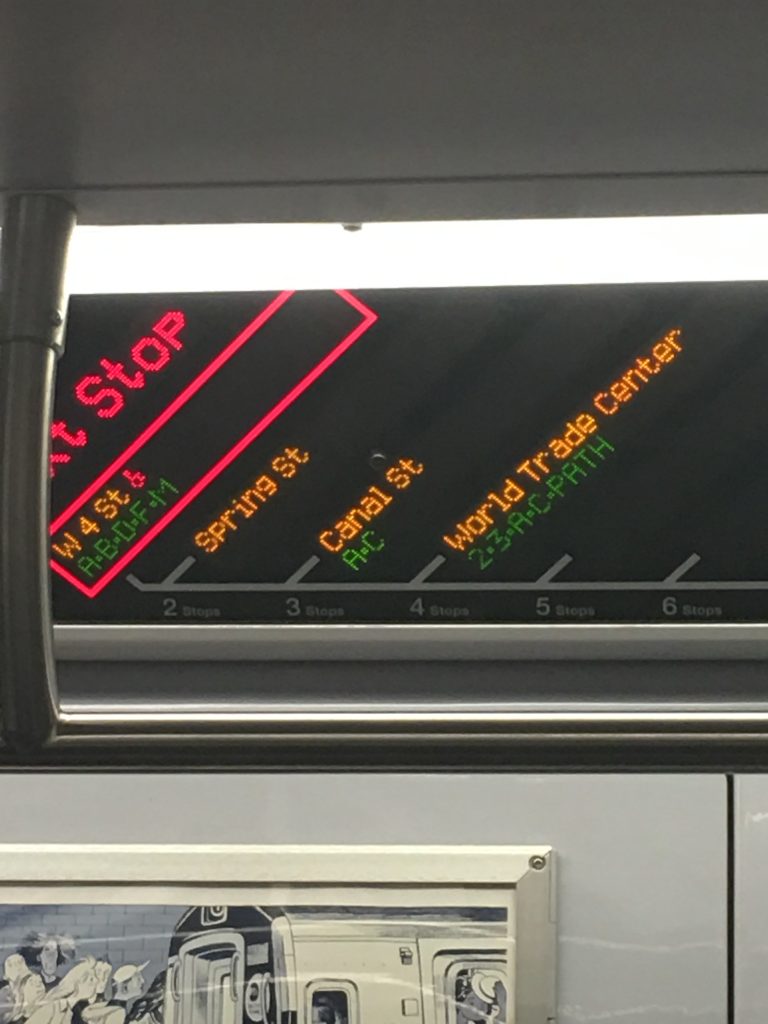 Stop
W 4 St
A•B•D•F•M
Spring St
Canal St
A•C
World Trade Center
2•3•A•C•PATH
2 Stops
3 Stops
4 Stops
5 Stops
6 Stops